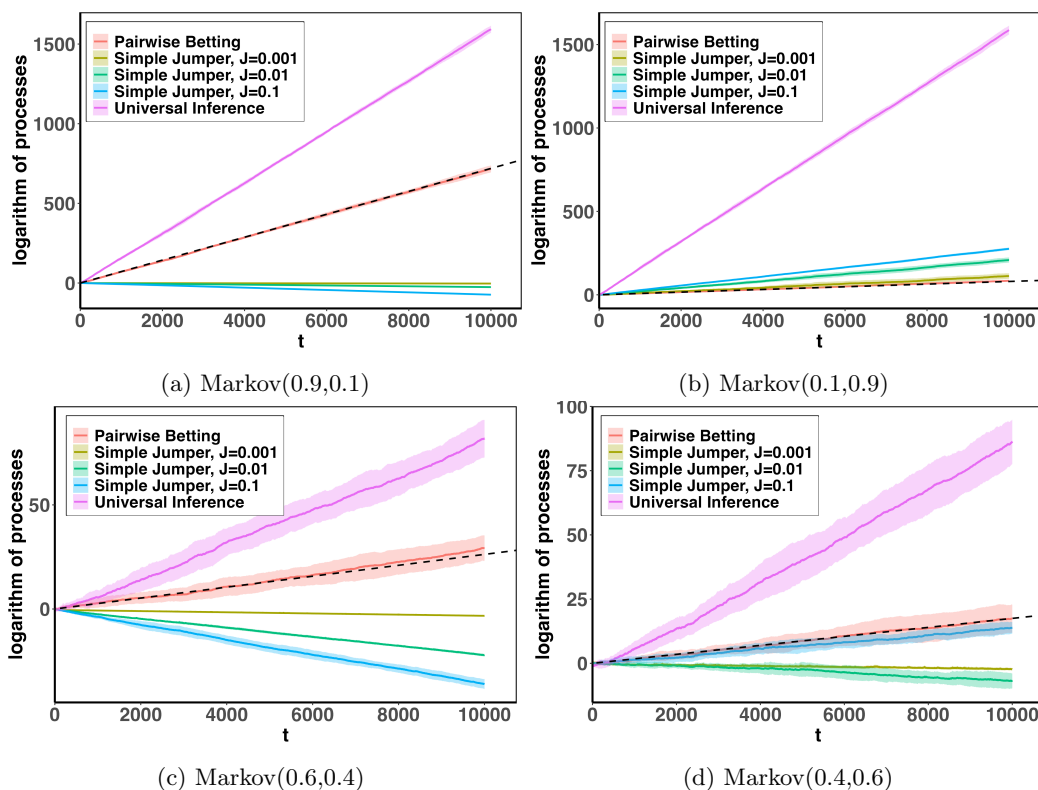 logarithm of processes
1500
1000
500
0
Pairwise Betting
Simple Jumper, J=0.001
Simple Jumper, J=0.01
Simple Jumper, J=0.1
Universal Inference
0 2000 4000 6000 8000 10000
t
(a) Markov(0.9,0.1)
logarithm of processes
1500
1000
500
0
Pairwise Betting
Simple Jumper, J=0.001
Simple Jumper, J=0.01
Simple Jumper, J=0.1
Universal Inference
0 2000 4000 6000 8000 10000
t
(b) Markov(0.1,0.9)
logarithm of processes
50
0
Pairwise Betting
Simple Jumper, J=0.001
Simple Jumper, J=0.01
Simple Jumper, J=0.1
Universal Inference
0 2000 4000 6000 8000 10000
t
(c) Markov(0.6,0.4)
logarithm of processes
100
75
50
25
0
Pairwise Betting
Simple Jumper, J=0.001
Simple Jumper, J=0.01
Simple Jumper, J=0.1
Universal Inference
0 2000 4000 6000 8000 10000
t
(d) Markov(0.4,0.6)